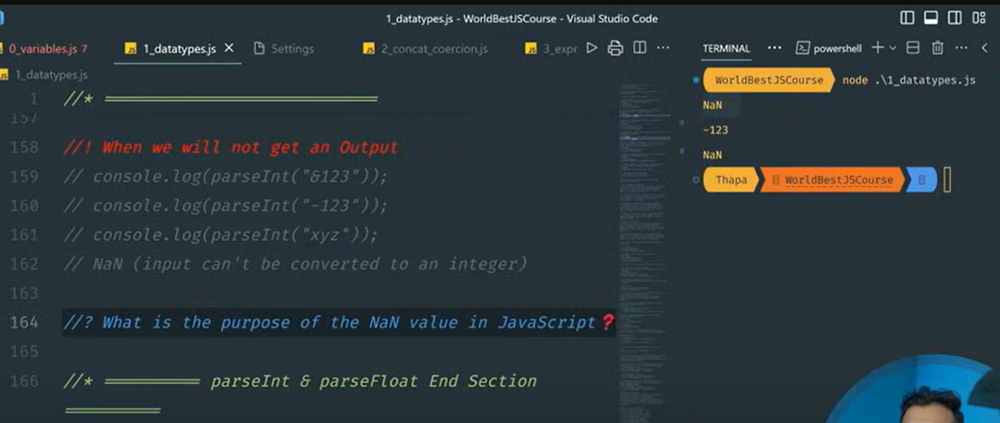 1_datatypes.js - WorldBestJSCourse - Visual Studio Code
0_variables.js 7
JS 1_datatypes.js ×
Settings
JS 2_concat_coercion.js
JS 3_expr
JS 1_datatypes.js
1 //* ============================
157
158 //! When we will not get an Output
159 // console.log(parseInt("&123"));
160 // console.log(parseInt("-123"));
161 // console.log(parseInt("xyz"));
162 // NaN (input can't be converted to an integer)
163
164 //? What is the purpose of the NaN value in JavaScript❓
165
166 //* ========== parseInt & parseFloat End Section
==========
TERMINAL ··· powershell
WorldBestJSCourse node .\1_datatypes.js
NaN
-123
NaN
Thapa WorldBestJSCourse